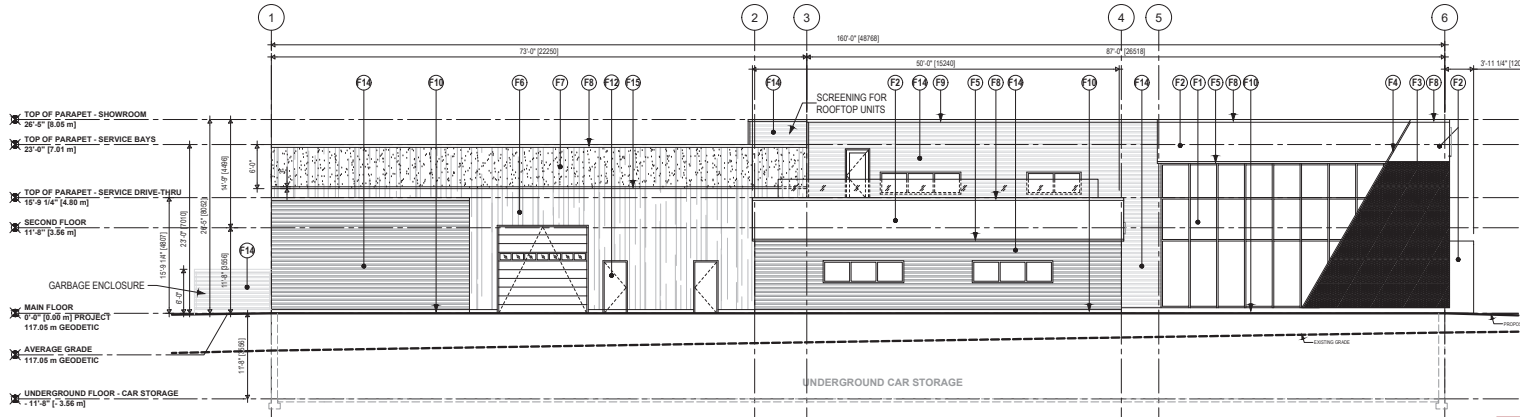 1
2
3
4
5
6
160'-0" [48768]
73'-0" [22250]
87'-0" [26518]
50'-0" [15240]
3'-11 1/4" [120
F14
F10
F6
F7
F8
F12
F15
F14
F2
F14
F9
F5
F8
F14
F10
F14
F2
F1
F5
F8
F10
F4
F3
F8
F2
SCREENING FOR
ROOFTOP UNITS
TOP OF PARAPET - SHOWROOM
26'-5" [8.05 m]
TOP OF PARAPET - SERVICE BAYS
23'-0" [7.01 m]
TOP OF PARAPET - SERVICE DRIVE-THRU
15'-9 1/4" [4.80 m]
SECOND FLOOR
11'-8" [3.56 m]
F14
GARBAGE ENCLOSURE
MAIN FLOOR
0'-0" [0.00 m] PROJECT
117.05 m GEODETIC
AVERAGE GRADE
117.05 m GEODETIC
UNDERGROUND FLOOR - CAR STORAGE
- 11'-8" [- 3.56 m]
15'-9 1/4" [4807]
6'-0"
23'-0" [7010]
26'-5" [8052]
14'-9" [4496]
11'-8" [3556]
6'-0"
11'-8" [3556]
EXISTING GRADE
UNDERGROUND CAR STORAGE